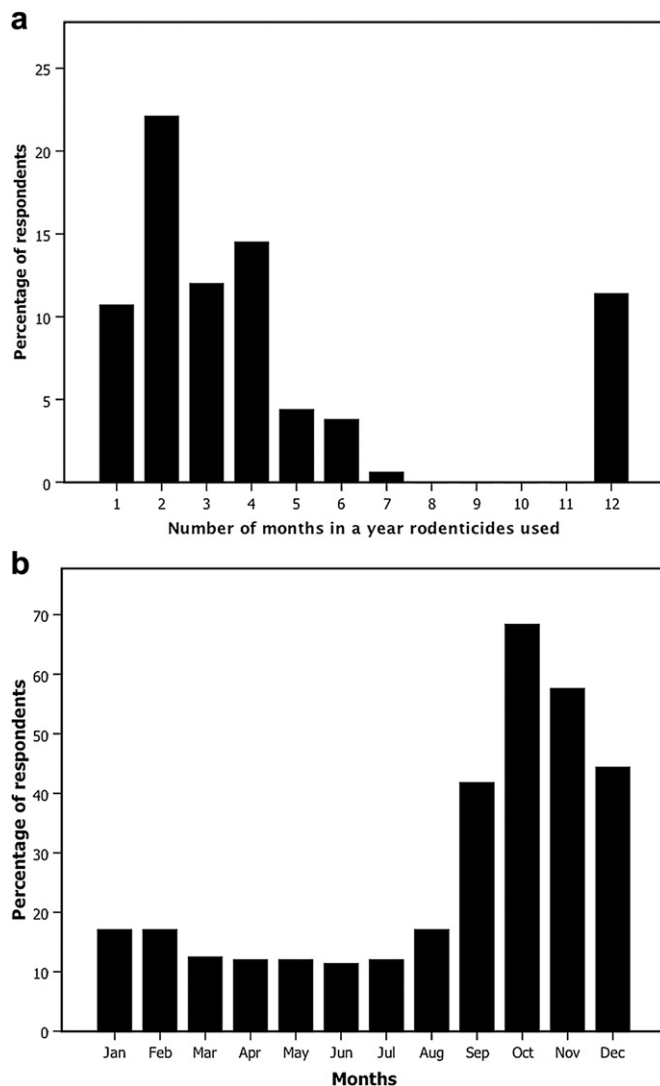 a
Percentage of respondents
25
20
15
10
5
0
1 2 3 4 5 6 7 8 9 10 11 12
Number of months in a year rodenticides used
b
Percentage of respondents
70
60
50
40
30
20
10
0
Jan Feb Mar Apr May Jun Jul Aug Sep Oct Nov Dec
Months